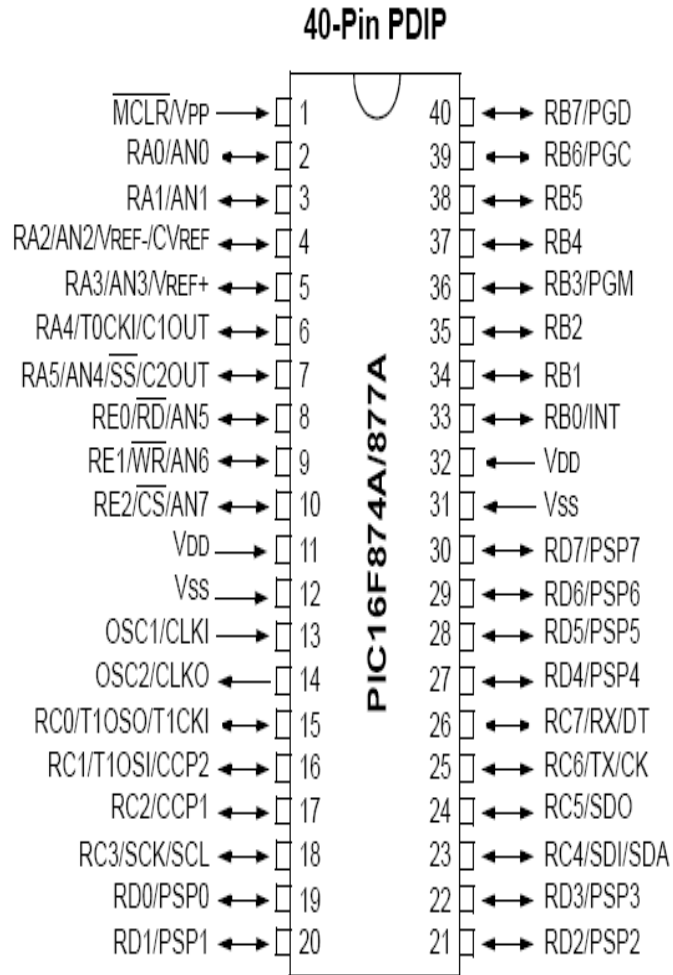 40-Pin PDIP
MCLR/VPP 1 40 RB7/PGD
RA0/AN0 2 39 RB6/PGC
RA1/AN1 3 38 RB5
RA2/AN2/VREF-/CVREF 4 37 RB4
RA3/AN3/VREF+ 5 36 RB3/PGM
RA4/T0CKI/C1OUT 6 35 RB2
RA5/AN4/SS/C2OUT 7 34 RB1
RE0/RD/AN5 8 33 RB0/INT
RE1/WR/AN6 9 32 VDD
RE2/CS/AN7 10 31 VSS
VDD 11 30 RD7/PSP7
VSS 12 29 RD6/PSP6
OSC1/CLKI 13 28 RD5/PSP5
OSC2/CLKO 14 27 RD4/PSP4
RC0/T1OSO/T1CKI 15 26 RC7/RX/DT
RC1/T1OSI/CCP2 16 25 RC6/TX/CK
RC2/CCP1 17 24 RC5/SDO
RC3/SCK/SCL 18 23 RC4/SDI/SDA
RD0/PSP0 19 22 RD3/PSP3
RD1/PSP1 20 21 RD2/PSP2
PIC16F874A/877A